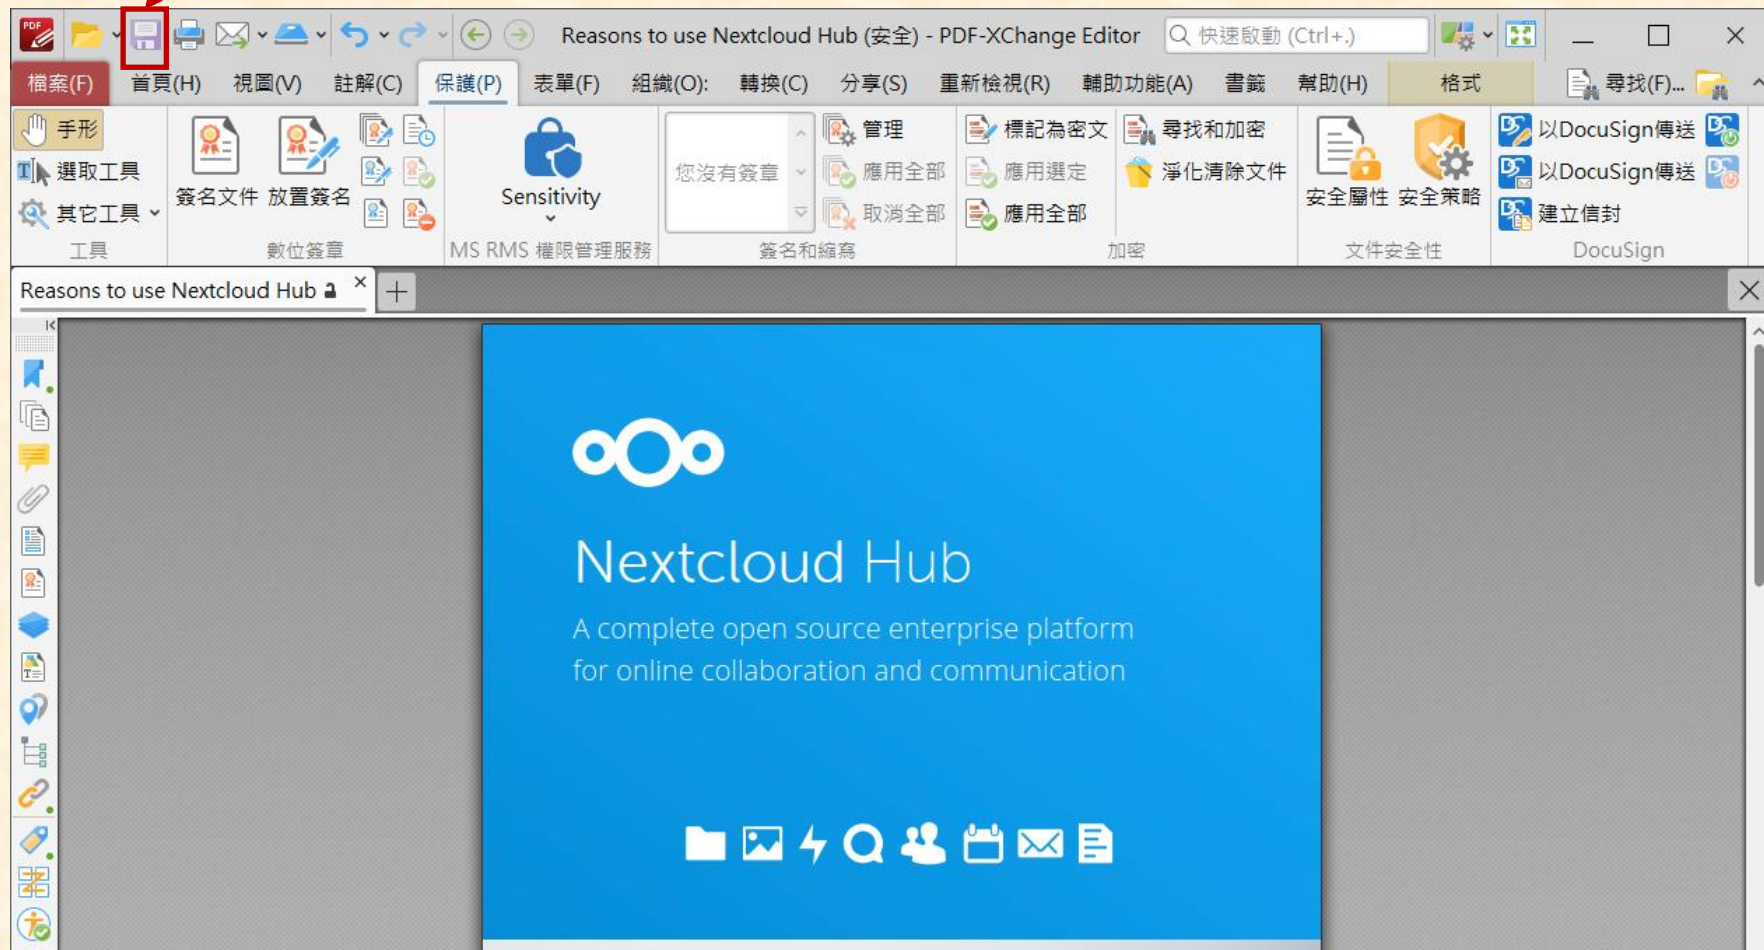 Reasons to use Nextcloud Hub (安全) - PDF-XChange Editor
快速啟動 (Ctrl+.)
檔案(F) 首頁(H) 視圖(V) 註解(C) 保護(P) 表單(F) 組織(O): 轉換(C) 分享(S) 重新檢視(R) 輔助功能(A) 書籤 幫助(H) 格式 尋找(F)...
手形
選取工具
其它工具
工具
簽名文件 放置簽名
數位簽章
Sensitivity
MS RMS 權限管理服務
您沒有簽章
管理
應用全部
取消全部
簽名和縮寫
標記為密文 尋找和加密
應用選定 淨化清除文件
應用全部
加密
安全屬性 安全策略
文件安全性
以DocuSign傳送
以DocuSign傳送
建立信封
DocuSign
Reasons to use Nextcloud Hub
Nextcloud Hub
A complete open source enterprise platform
for online collaboration and communication